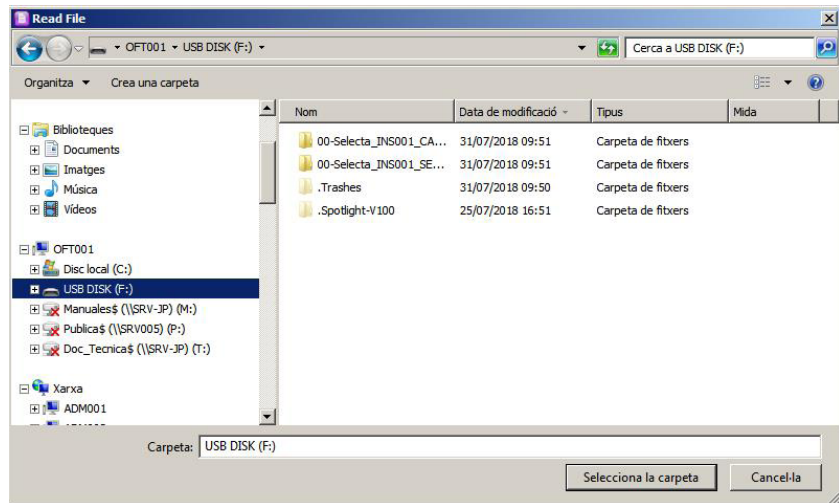 Read File
OFT001 USB DISK (F:)
Cerca a USB DISK (F:)
Organitza
Crea una carpeta
Biblioteques
Documents
Imatges
Música
Vídeos
OFT001
Disc local (C:)
USB DISK (F:)
Manuales$ (\\SRV-JP) (M:)
Publica$ (\\SRV005) (P:)
Doc_Tecnica$ (\\SRV-JP) (T:)
Xarxa
ADM001
Nom Data de modificació Tipus Mida
00-Selecta_INS001_CA... 31/07/2018 09:51 Carpeta de fitxers
00-Selecta_INS001_SE... 31/07/2018 09:51 Carpeta de fitxers
.Trashes 31/07/2018 09:50 Carpeta de fitxers
.Spotlight-V100 25/07/2018 16:51 Carpeta de fitxers
Carpeta: USB DISK (F:)
Selecciona la carpeta
Cancel·la